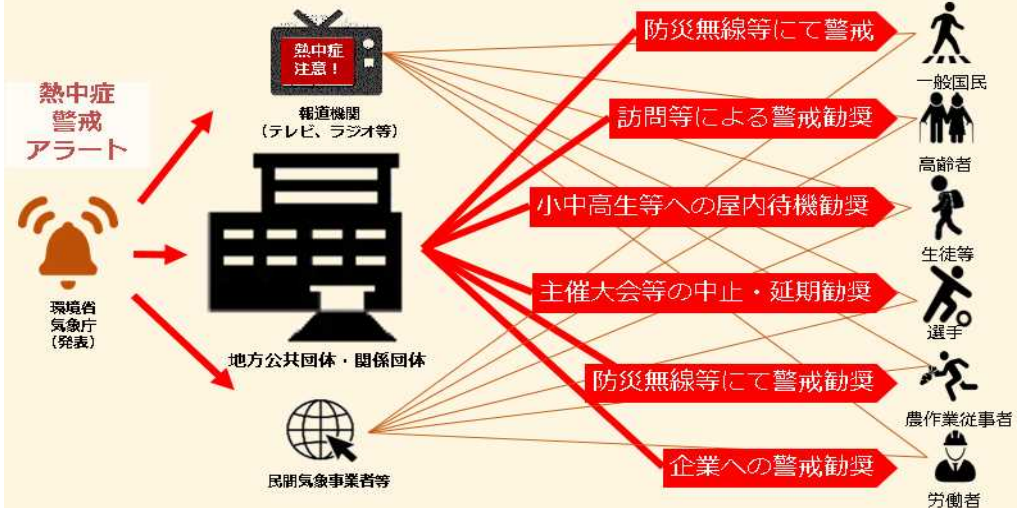 熱中症
警戒
アラート
環境省
気象庁
(発表)
熱中症
注意!
報道機関
(テレビ、ラジオ等)
地方公共団体・関係団体
民間気象事業者等
防災無線等にて警戒
訪問等による警戒勧奨
小中高生等への屋内待機勧奨
主催大会等の中止・延期勧奨
防災無線等にて警戒勧奨
企業への警戒勧奨
一般国民
高齢者
生徒等
選手
農作業従事者
労働者